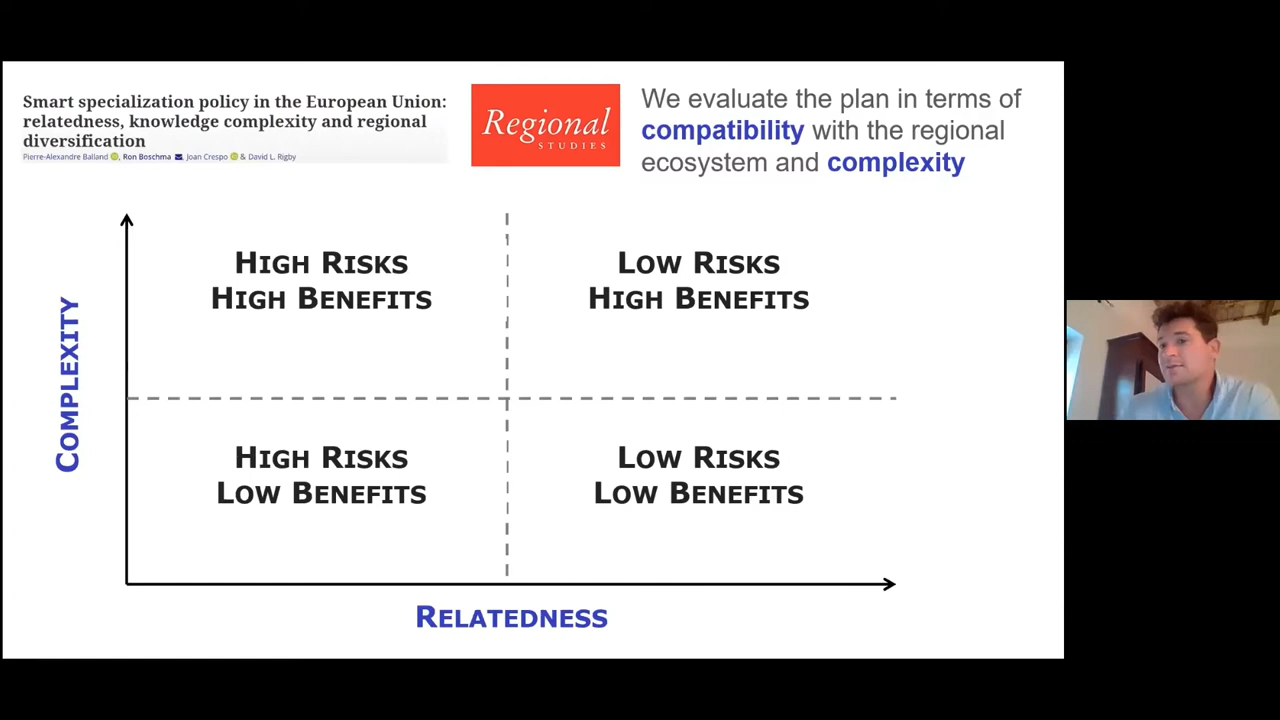 Smart specialization policy in the European Union:
relatedness, knowledge complexity and regional
diversification
Pierre-Alexandre Balland, Ron Boschma Joan Crespo & David L. Rigby
Regional
STUDIES
We evaluate the plan in terms of
compatibility with the regional
ecosystem and complexity
COMPLEXITY
HIGH RISKS
HIGH BENEFITS
LOW RISKS
HIGH BENEFITS
HIGH RISKS
LOW BENEFITS
LOW RISKS
LOW BENEFITS
RELATEDNESS